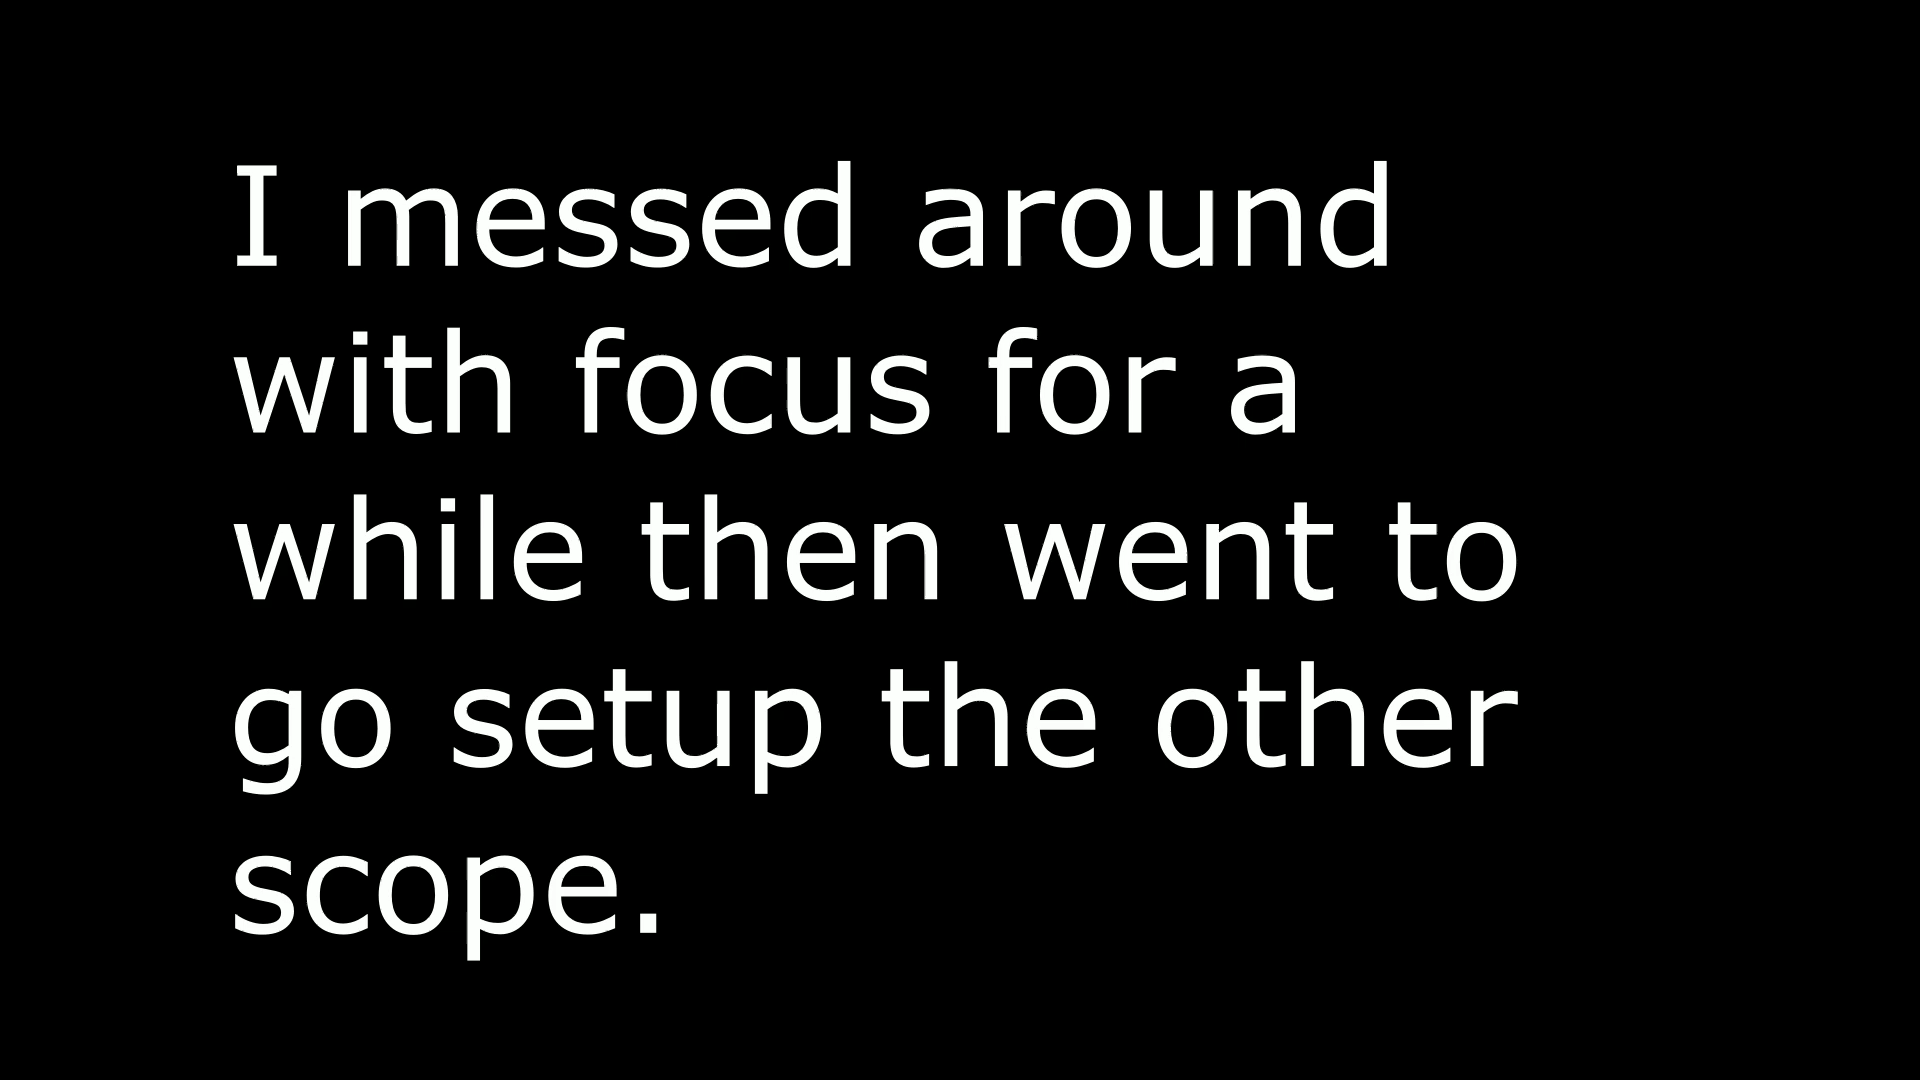 I messed around
with focus for a
while then went to
go setup the other
scope.